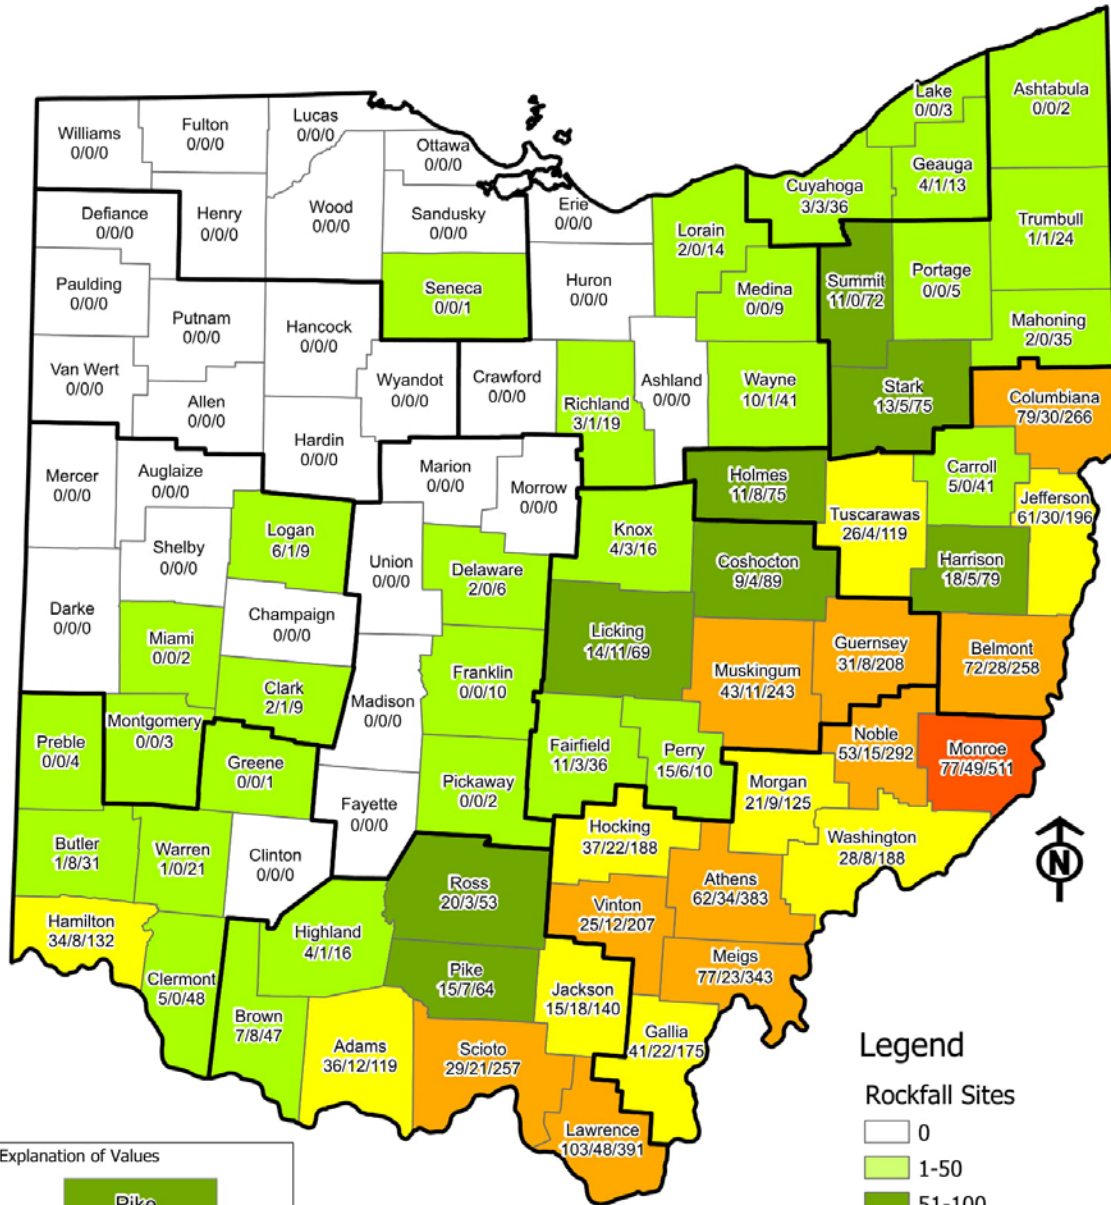 Williams
0/0/0
Fulton
0/0/0
Lucas
0/0/0
Ottawa
0/0/0
Lake
0/0/3
Ashtabula
0/0/2
Geauga
4/1/13
Cuyahoga
3/3/36
Defiance
0/0/0
Henry
0/0/0
Wood
0/0/0
Sandusky
0/0/0
Erie
0/0/0
Lorain
2/0/14
Trumbull
1/1/24
Paulding
0/0/0
Putnam
0/0/0
Hancock
0/0/0
Seneca
0/0/1
Huron
0/0/0
Medina
0/0/9
Summit
11/0/72
Portage
0/0/5
Mahoning
2/0/35
Van Wert
0/0/0
Allen
0/0/0
Wyandot
0/0/0
Crawford
0/0/0
Richland
3/1/19
Ashland
0/0/0
Wayne
10/1/41
Stark
13/5/75
Columbiana
79/30/266
Hardin
0/0/0
Mercer
0/0/0
Auglaize
0/0/0
Marion
0/0/0
Morrow
0/0/0
Holmes
11/8/75
Tuscarawas
26/4/119
Carroll
5/0/41
Jefferson
61/30/196
Logan
6/1/9
Shelby
0/0/0
Union
0/0/0
Delaware
2/0/6
Knox
4/3/16
Coshocton
9/4/89
Harrison
18/5/79
Darke
0/0/0
Miami
0/0/2
Champaign
0/0/0
Licking
14/11/69
Muskingum
43/11/243
Guernsey
31/8/208
Belmont
72/28/258
Clark
2/1/9
Madison
0/0/0
Franklin
0/0/10
Preble
0/0/4
Montgomery
0/0/3
Greene
0/0/1
Pickaway
0/0/2
Fairfield
11/3/36
Perry
15/6/10
Noble
53/15/292
Monroe
77/49/511
Morgan
21/9/125
Fayette
0/0/0
Butler
1/8/31
Warren
1/0/21
Clinton
0/0/0
Hocking
37/22/188
Washington
28/8/188
Ross
20/3/53
Athens
62/34/383
Vinton
25/12/207
Hamilton
34/8/132
Highland
4/1/16
Clermont
5/0/48
Pike
15/7/64
Jackson
15/18/140
Meigs
77/23/343
Brown
7/8/47
Adams
36/12/119
Scioto
29/21/257
Gallia
41/22/175
Lawrence
103/48/391
N
Legend
Rockfall Sites
0
1-50
51-100
Explanation of Values
Pike